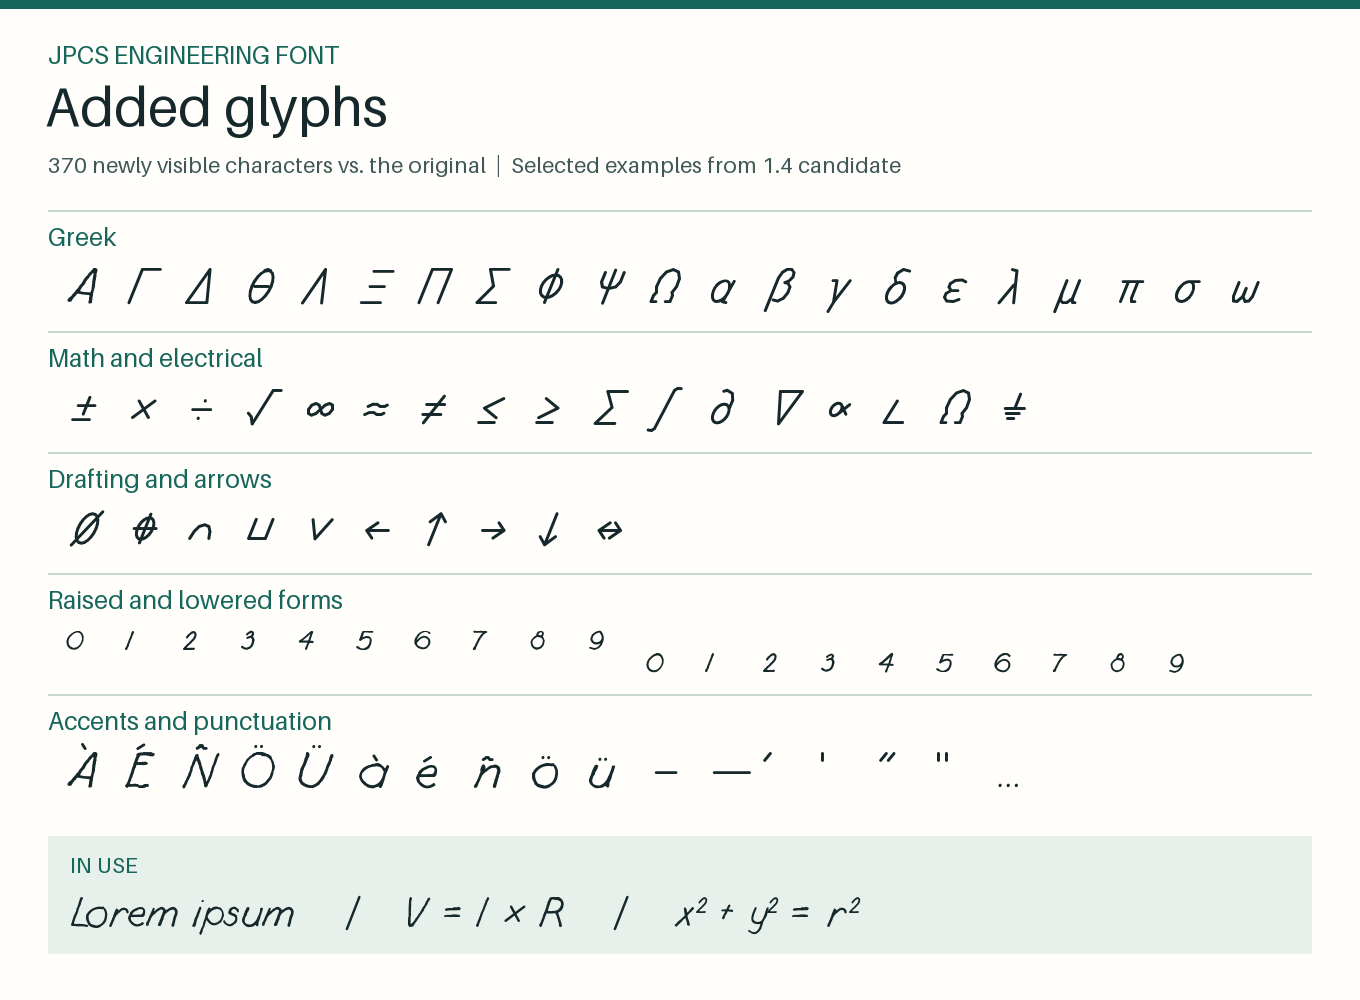 JPCS ENGINEERING FONT
Added glyphs
370 newly visible characters vs. the original | Selected examples from 1.4 candidate
Greek
Α Γ Δ Θ Λ Ξ Π Σ Φ Ψ Ω α β γ δ ε λ μ π σ ω
Math and electrical
± × ÷ √ ∞ ≈ ≠ ≤ ≥ ∑ ∫ ∂ ∇ ∝ ∟ Ω ⏚
Drafting and arrows
Ø ⌖ ⌒ ⌴ ⌵ ← ↑ → ↓ ↔
Raised and lowered forms
⁰ ¹ ² ³ ⁴ ⁵ ⁶ ⁷ ⁸ ⁹ ₀ ₁ ₂ ₃ ₄ ₅ ₆ ₇ ₈ ₉
Accents and punctuation
À É Ñ Ö Ü à é ñ ö ü – — ′ ' ″ " …
IN USE
Lorem ipsum | V = I × R | x² + y² = r²